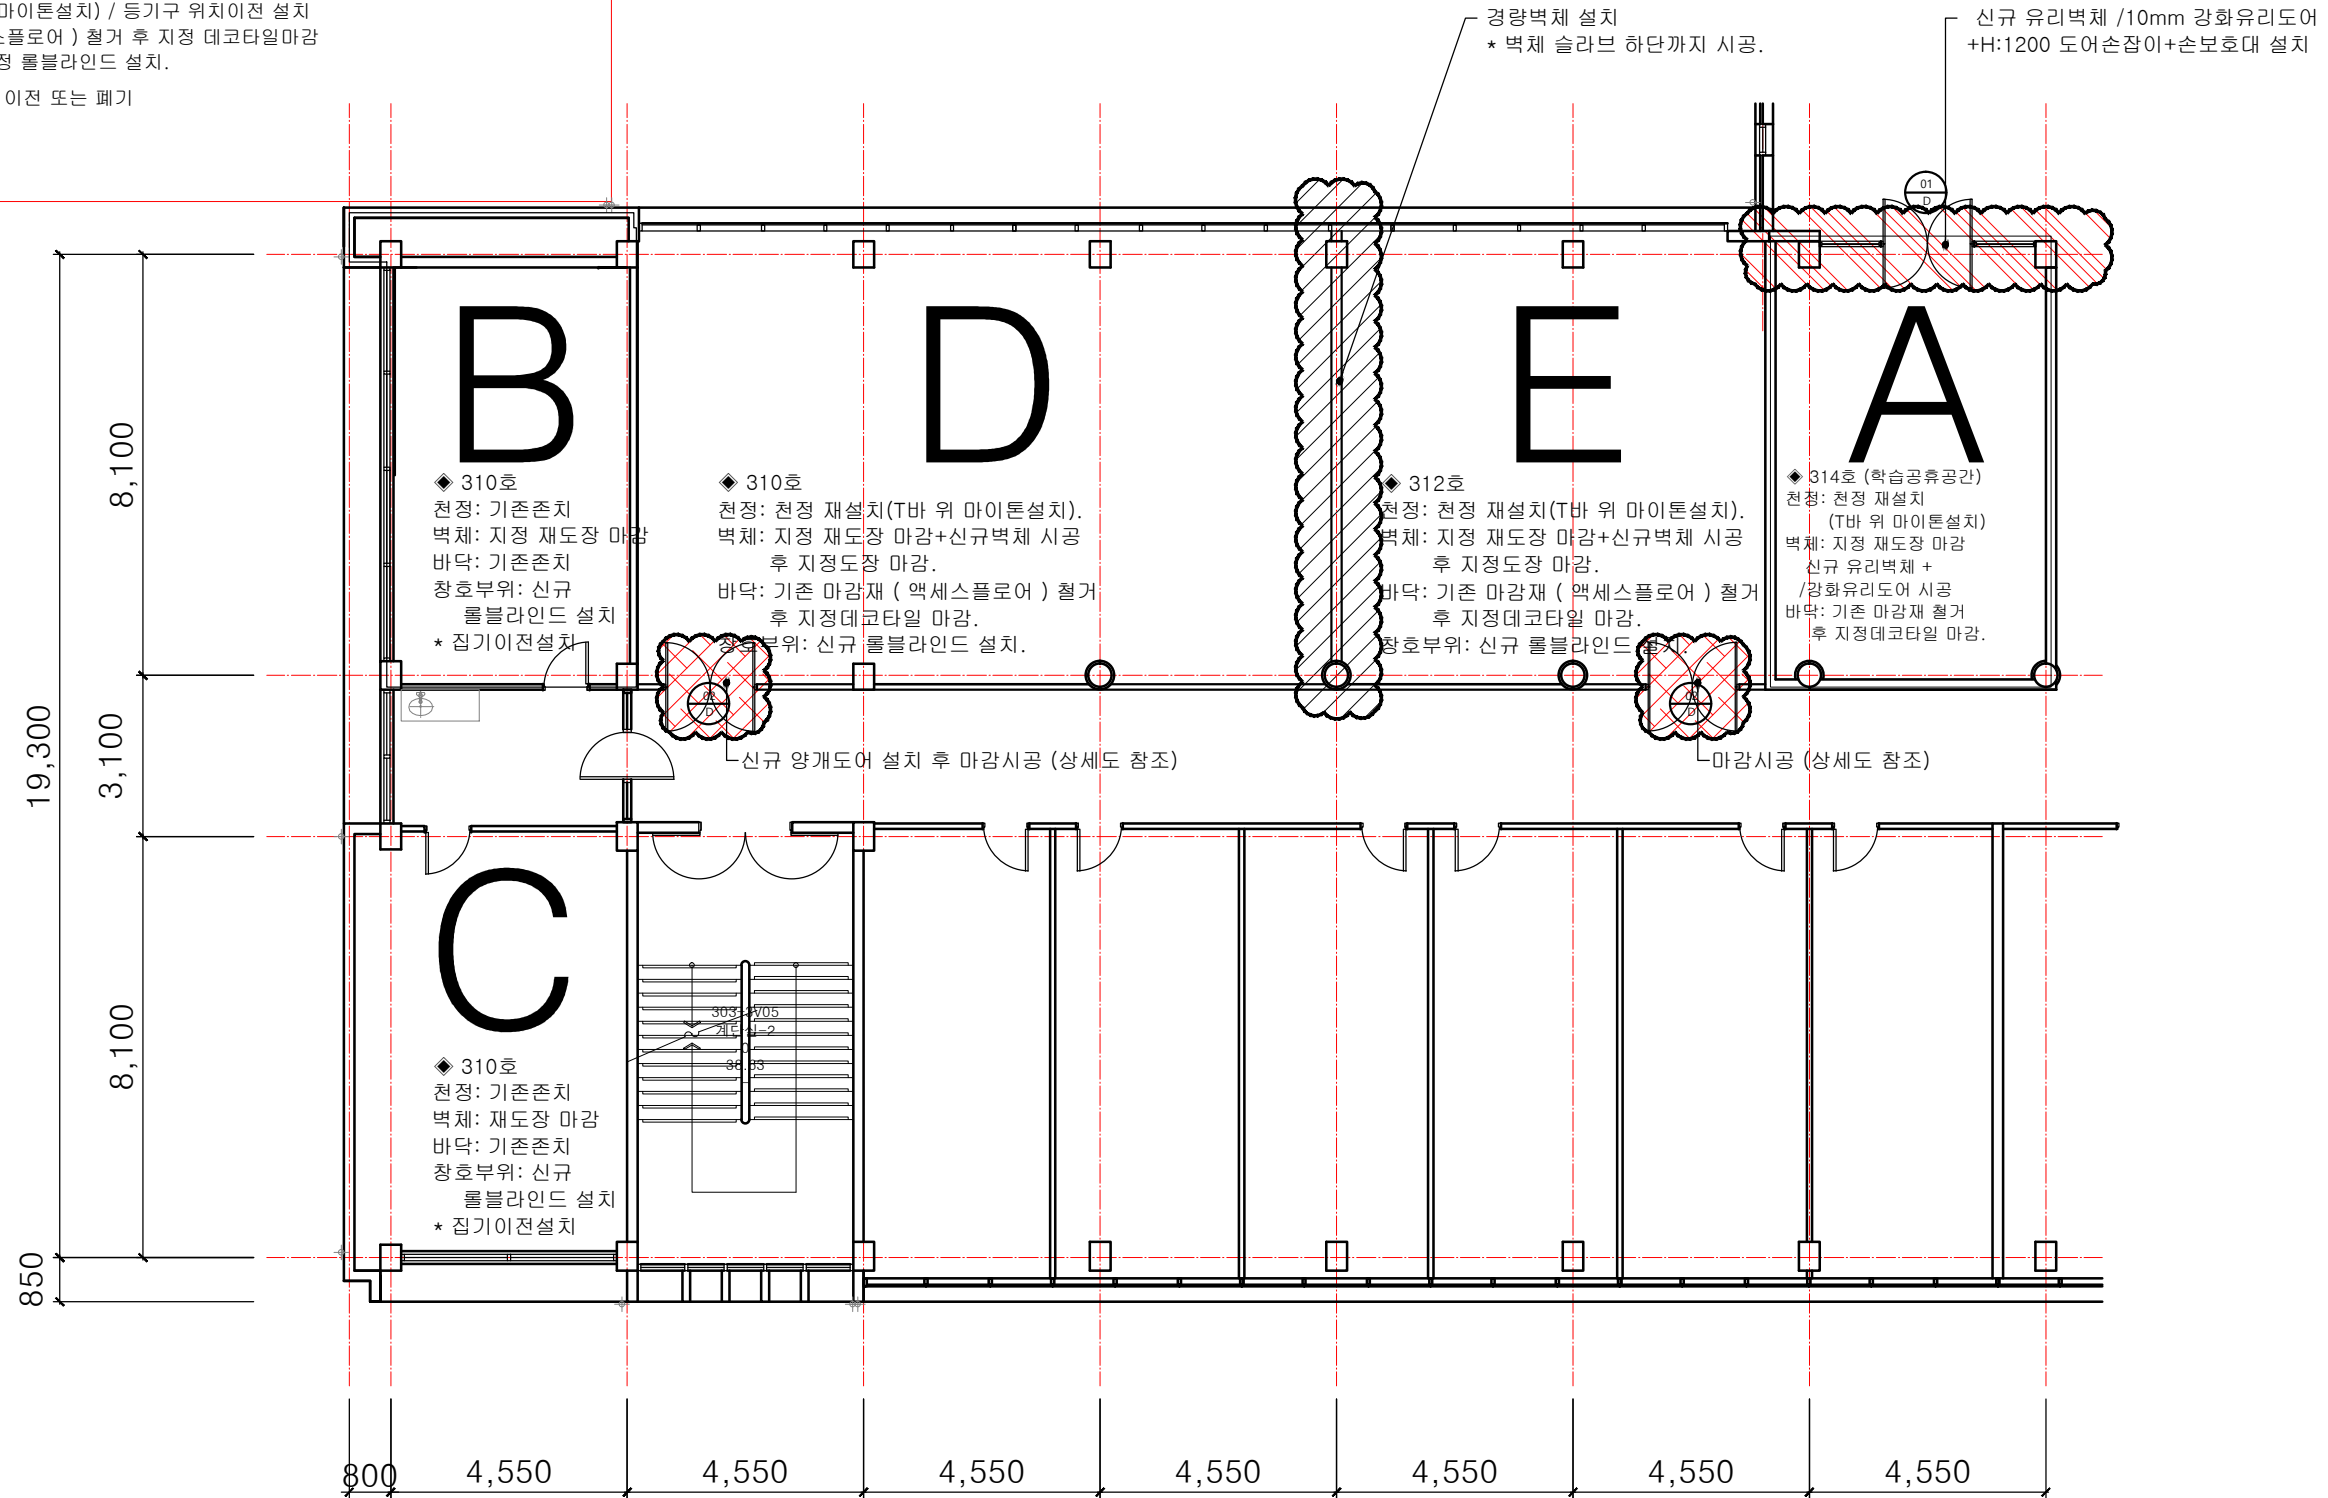 마이톤설치) / 등기구 위치이전 설치
스플로어 ) 철거 후 지정 데코타일마감
정 롤블라인드 설치.
이전 또는 폐기
경량벽체 설치
* 벽체 슬라브 하단까지 시공.
신규 유리벽체 /10mm 강화유리도어
+H:1200 도어손잡이+손보호대 설치
01
D
B
D
E
A
◈ 310호
천정: 기존존치
벽체: 지정 재도장 마감
바닥: 기존존치
창호부위: 신규
롤블라인드 설치
* 집기이전설치
◈ 310호
천정: 천정 재설치(T바 위 마이톤설치).
벽체: 지정 재도장 마감+신규벽체 시공
후 지정도장 마감.
바닥: 기존 마감재 ( 액세스플로어 ) 철거
후 지정데코타일 마감.
창호부위: 신규 롤블라인드 설치.
◈ 312호
천정: 천정 재설치(T바 위 마이톤설치).
벽체: 지정 재도장 마감+신규벽체 시공
후 지정도장 마감.
바닥: 기존 마감재 ( 액세스플로어 ) 철거
후 지정데코타일 마감.
창호부위: 신규 롤블라인드 설치.
◈ 314호 (학습공휴공간)
천정: 천정 재설치
(T바 위 마이톤설치)
벽체: 지정 재도장 마감
신규 유리벽체 +
/강화유리도어 시공
바닥: 기존 마감재 철거
후 지정데코타일 마감.
02
D
02
D
신규 양개도어 설치 후 마감시공 (상세도 참조)
마감시공 (상세도 참조)
C
◈ 310호
천정: 기존존치
벽체: 재도장 마감
바닥: 기존존치
창호부위: 신규
롤블라인드 설치
* 집기이전설치
303-3V05
계단실-2
0
38.83
8,100
3,100
19,300
8,100
850
800
4,550
4,550
4,550
4,550
4,550
4,550
4,550